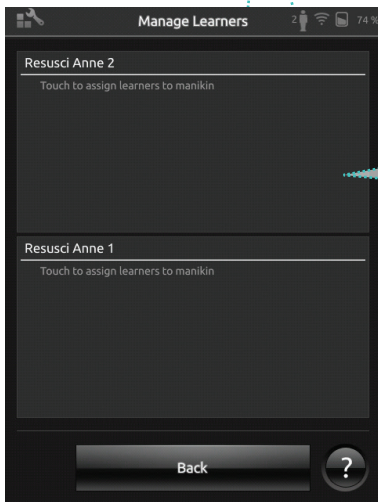 Manage Learners 2 74 %
Resusci Anne 2
Touch to assign learners to manikin
Resusci Anne 1
Touch to assign learners to manikin
Back ?